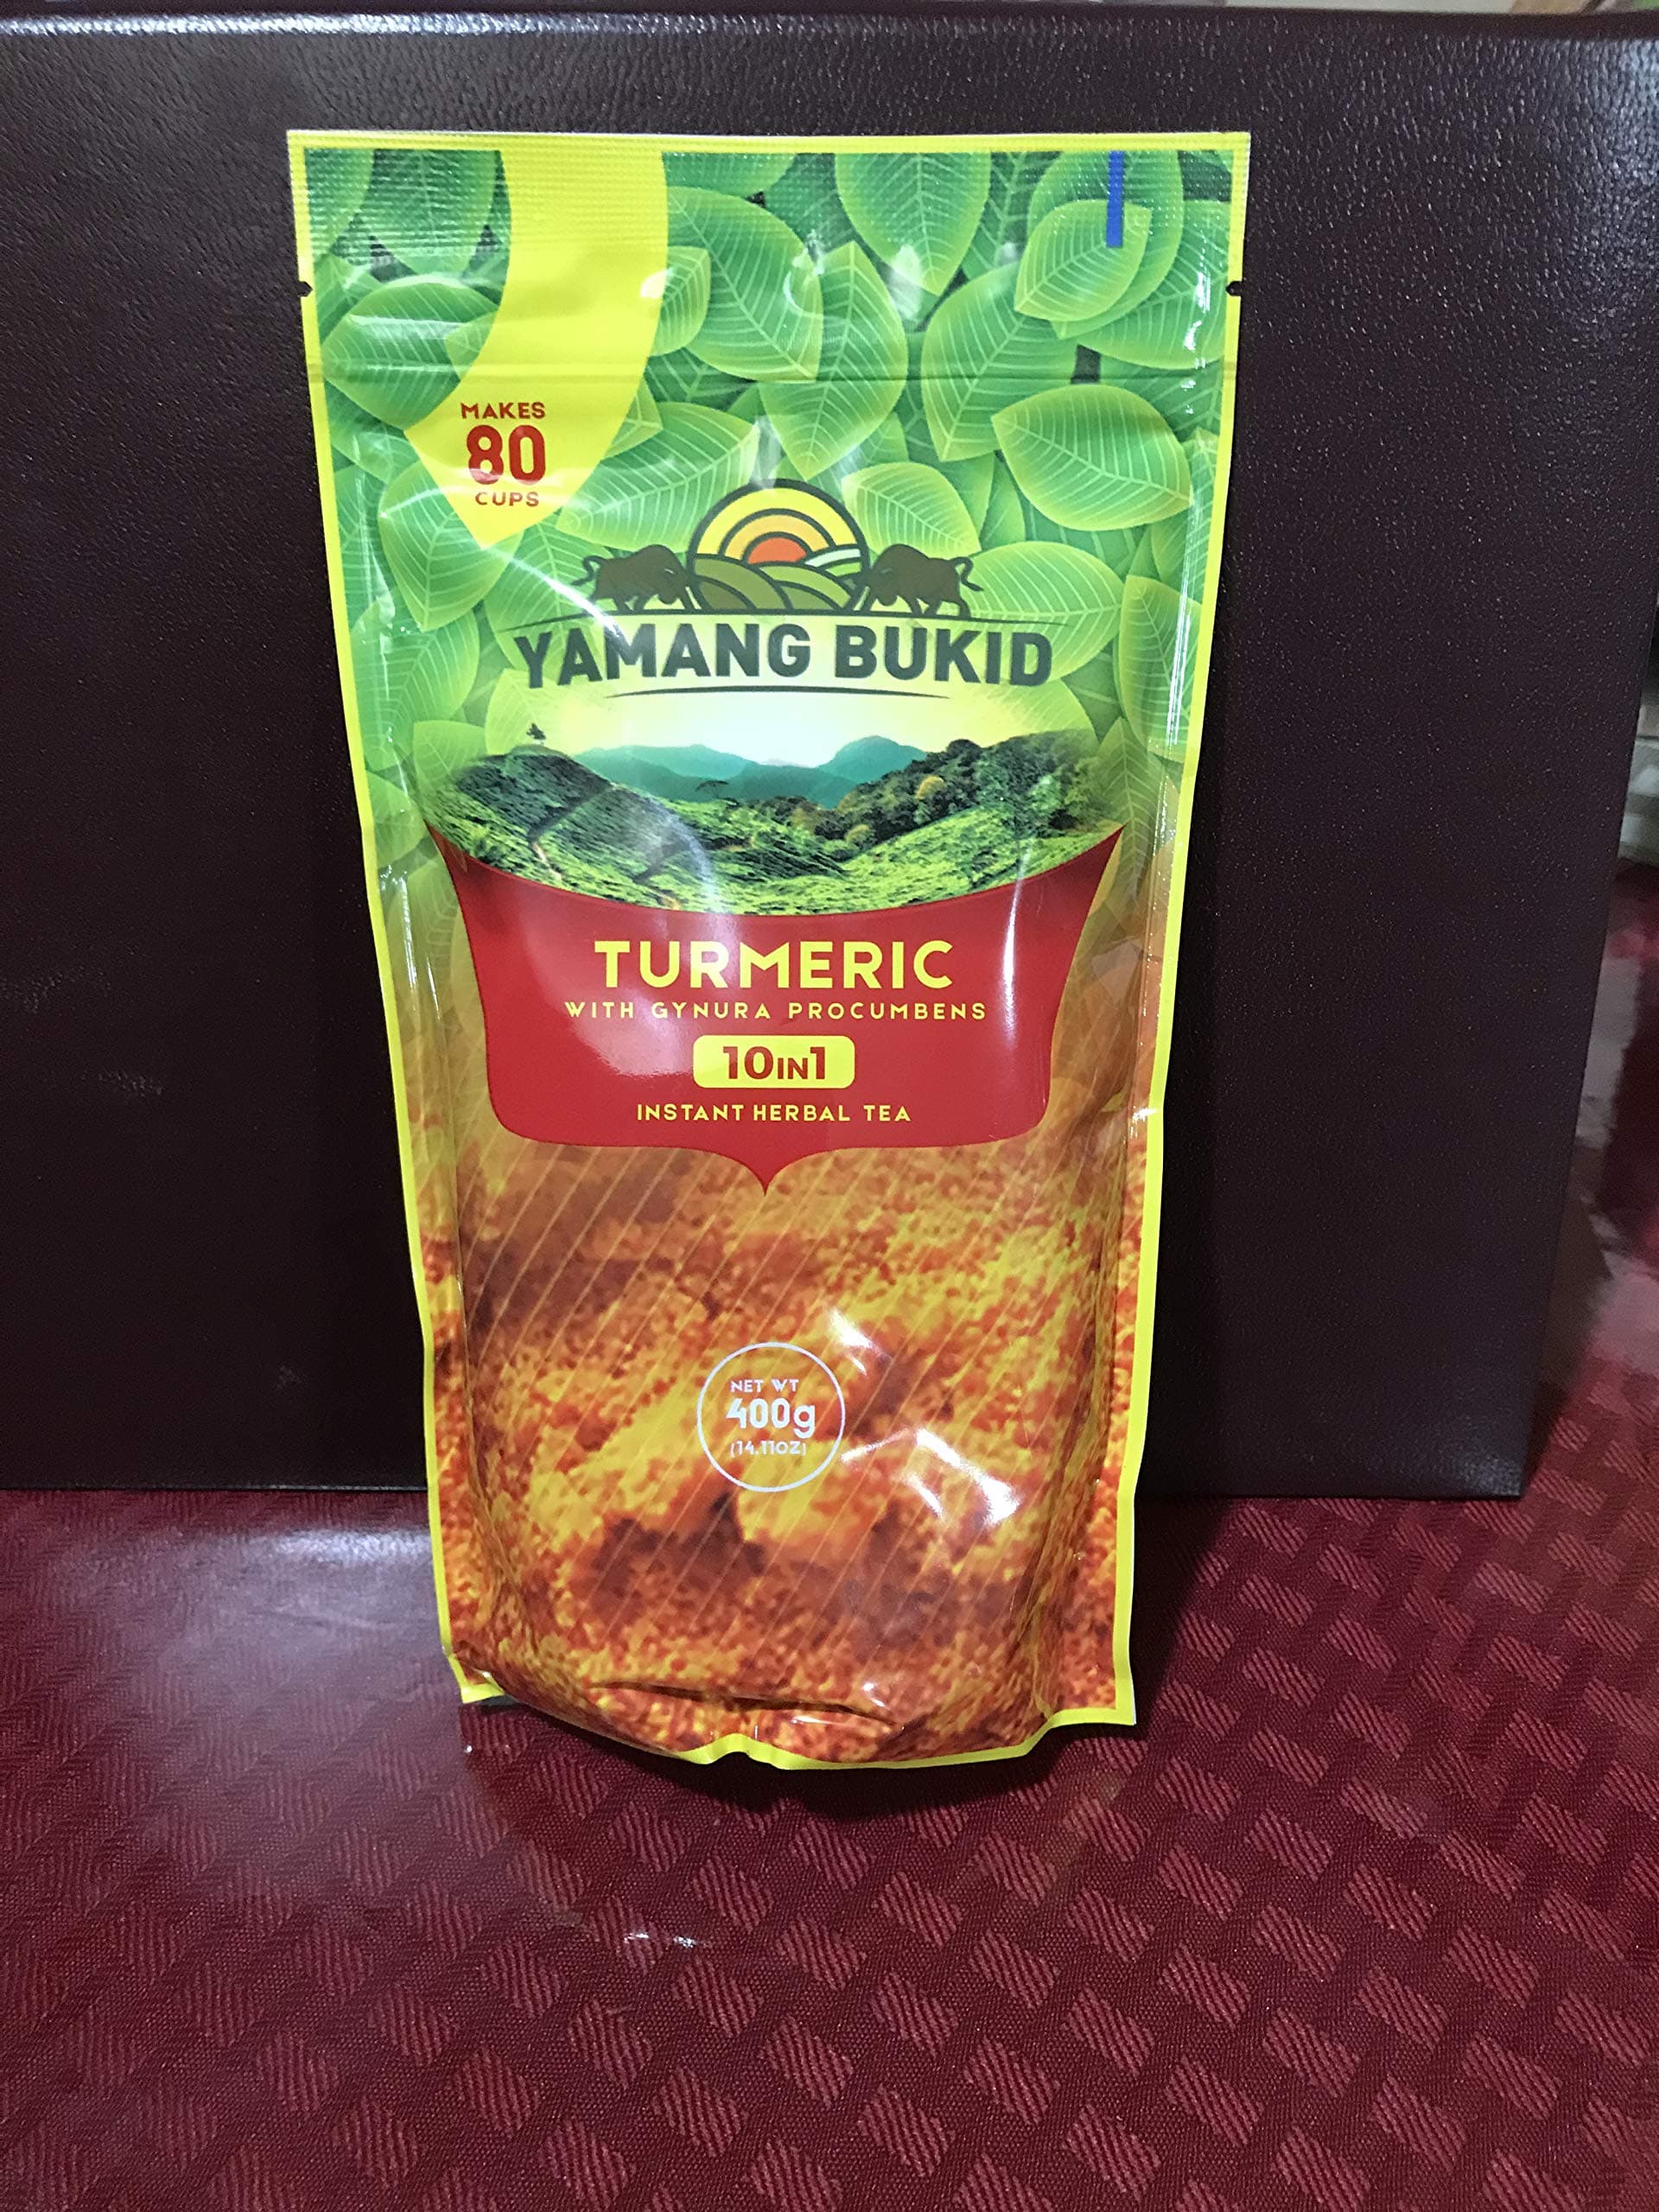 MAKES
80
CUPS
YAMANG BUKID
TURMERIC
WITH GYNURA PROCUMBENS
10IN1
INSTANT HERBAL TEA
NET WT
400g
(14.11OZ)